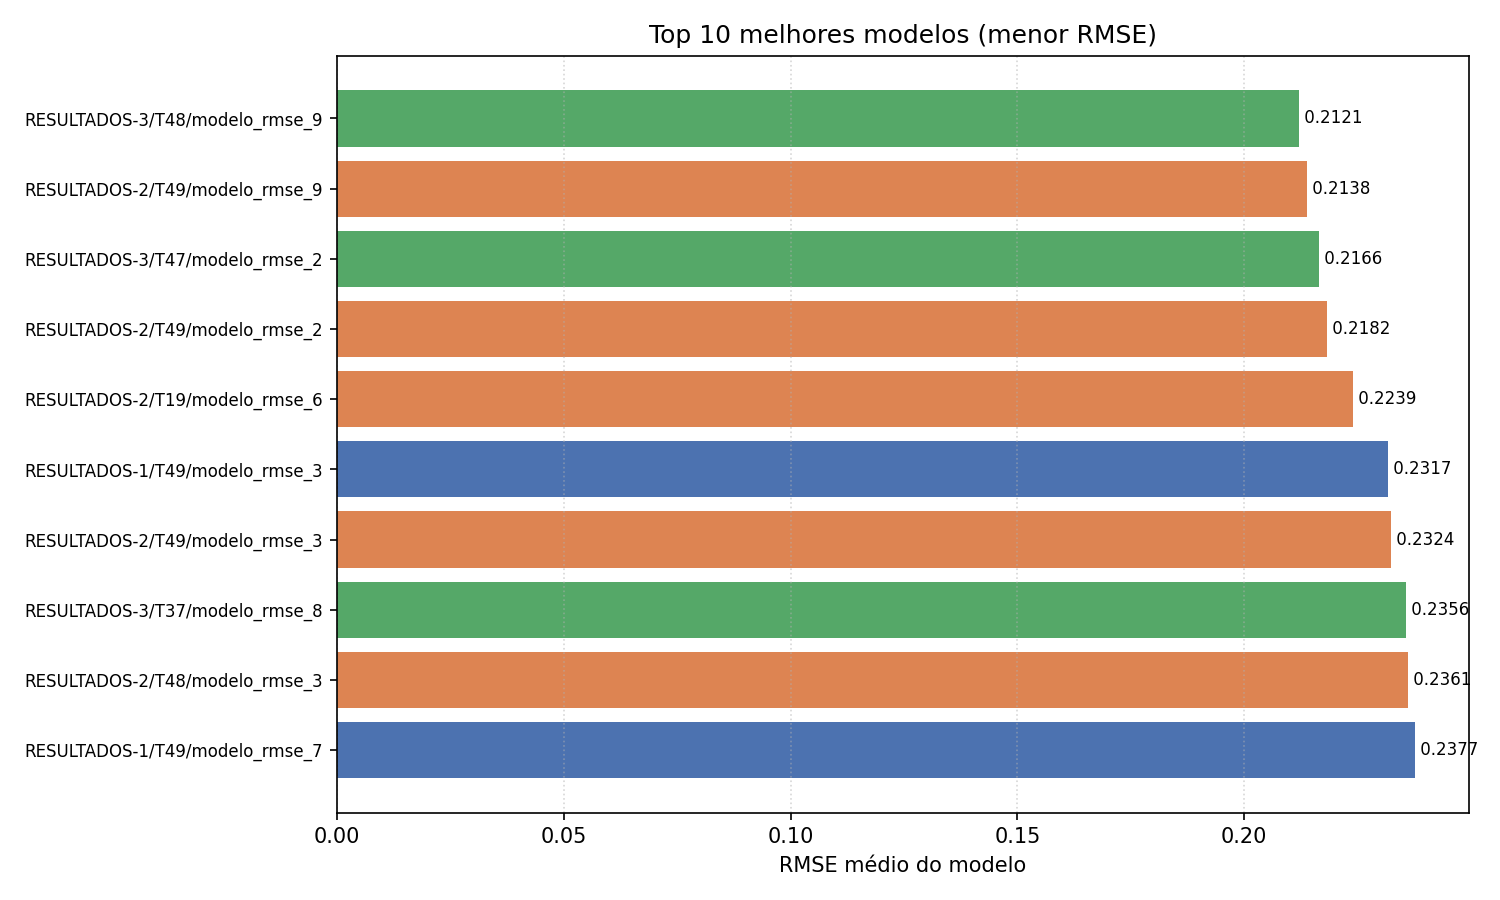 Top 10 melhores modelos (menor RMSE)
RESULTADOS-3/T48/modelo_rmse_9 0.2121
RESULTADOS-2/T49/modelo_rmse_9 0.2138
RESULTADOS-3/T47/modelo_rmse_2 0.2166
RESULTADOS-2/T49/modelo_rmse_2 0.2182
RESULTADOS-2/T19/modelo_rmse_6 0.2239
RESULTADOS-1/T49/modelo_rmse_3 0.2317
RESULTADOS-2/T49/modelo_rmse_3 0.2324
RESULTADOS-3/T37/modelo_rmse_8 0.2356
RESULTADOS-2/T48/modelo_rmse_3 0.2361
RESULTADOS-1/T49/modelo_rmse_7 0.2377
0.00 0.05 0.10 0.15 0.20
RMSE médio do modelo